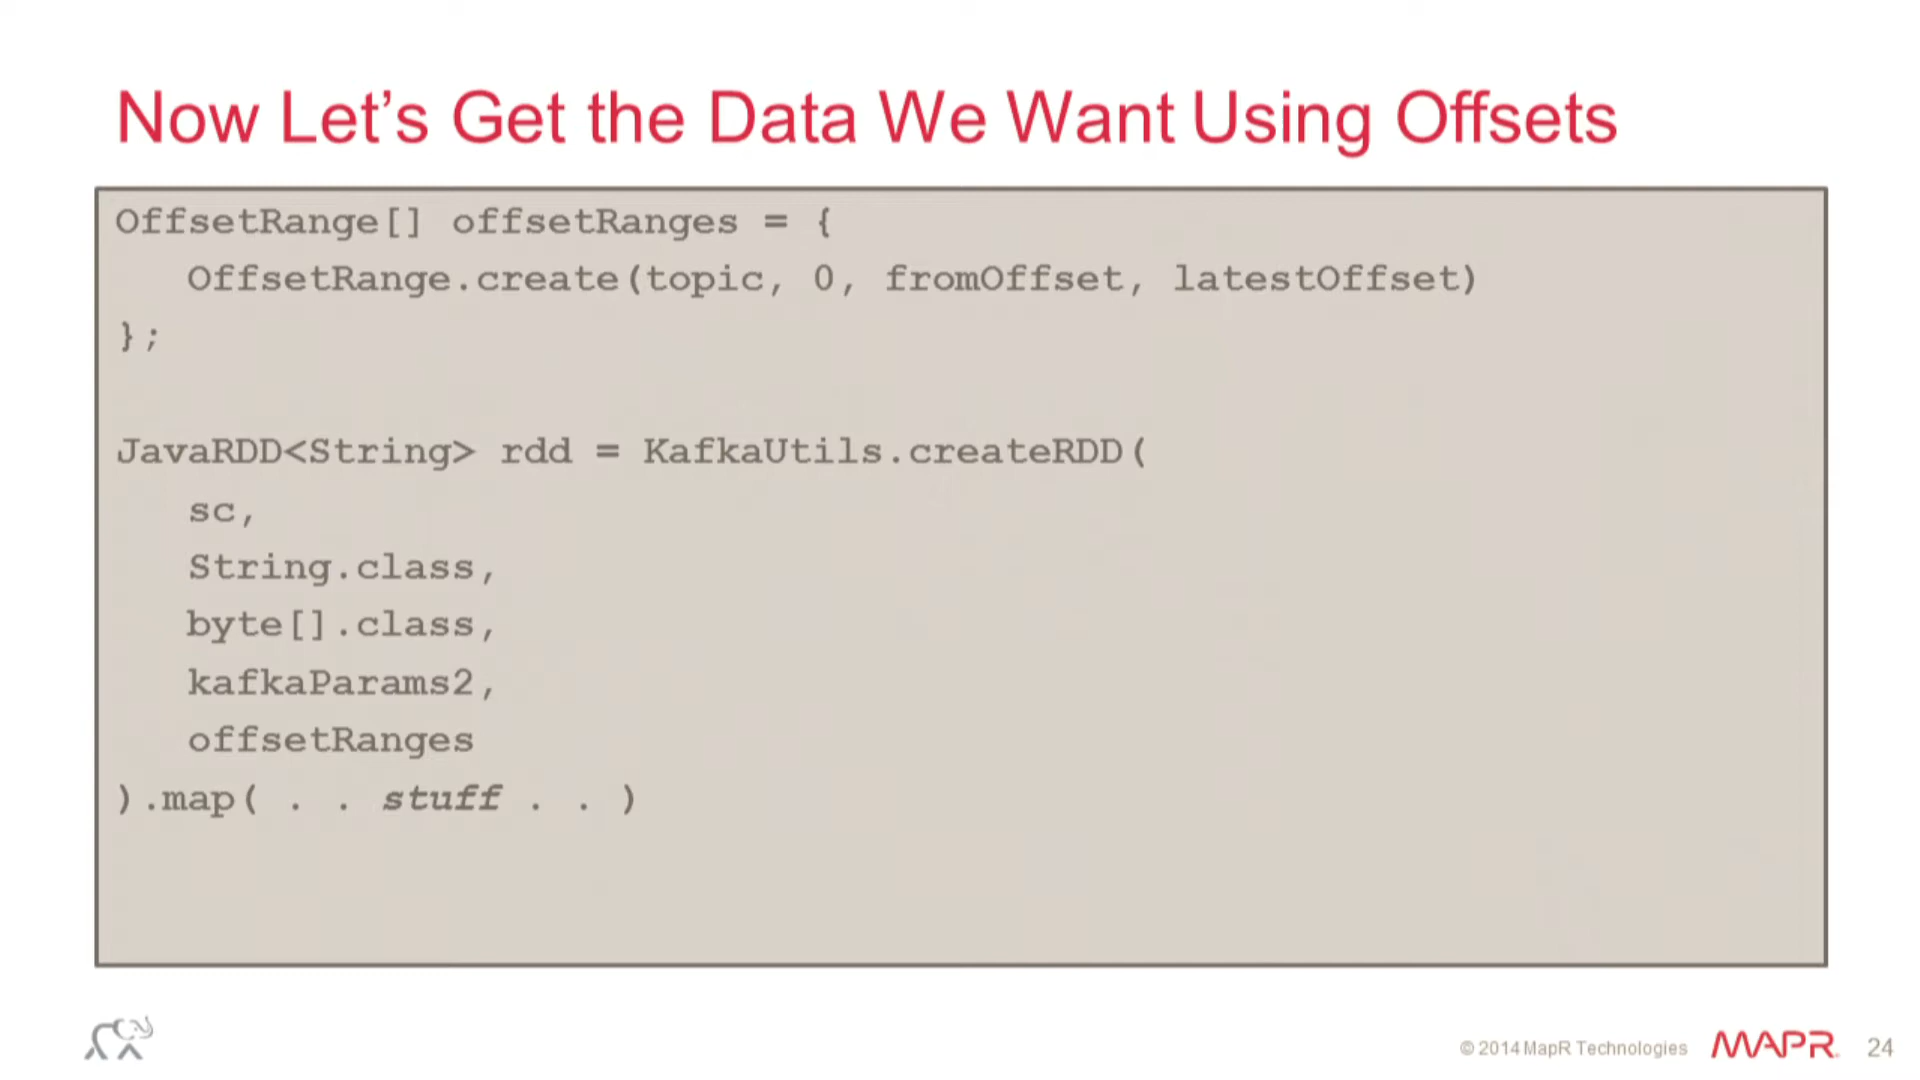 Now Let's Get the Data We Want Using Offsets
OffsetRange[] offsetRanges = {
OffsetRange.create(topic, 0, fromOffset, latestOffset)
};
JavaRDD<String> rdd = KafkaUtils.createRDD(
sc,
String.class,
byte[].class,
kafkaParams2,
offsetRanges
).map( . . stuff . . )
© 2014 MapR Technologies MAPR 24